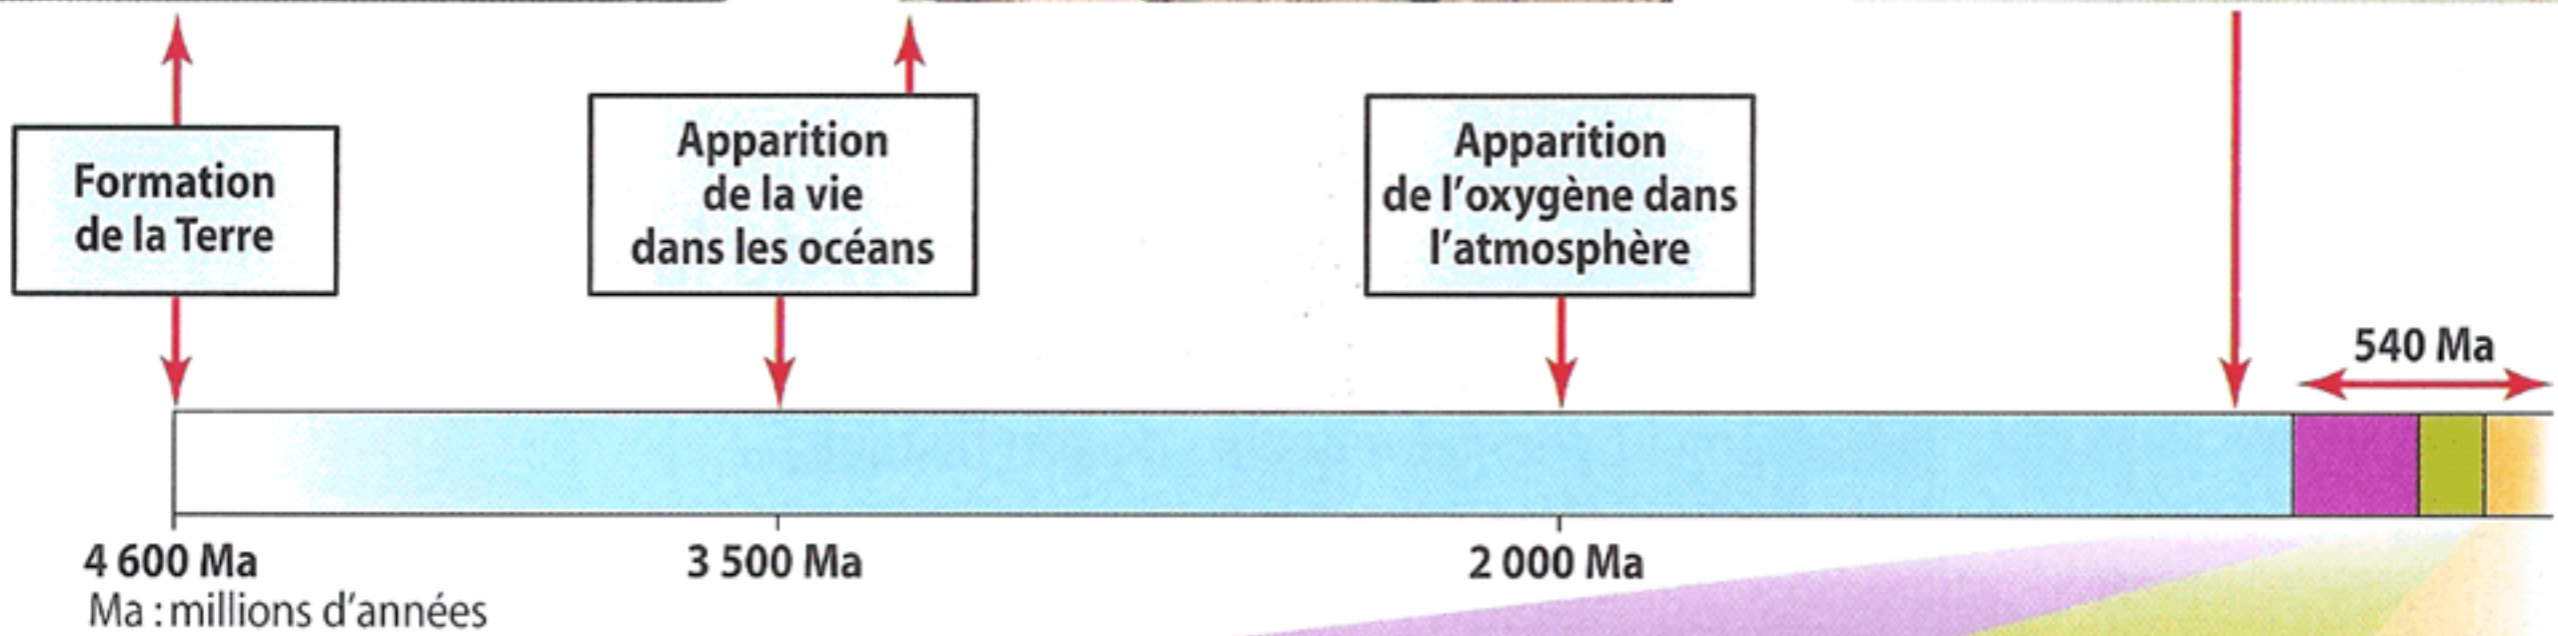 Formation
de la Terre
Apparition
de la vie
dans les océans
Apparition
de l'oxygène dans
l'atmosphère
540 Ma
4 600 Ma
3 500 Ma
2 000 Ma
Ma : millions d'années